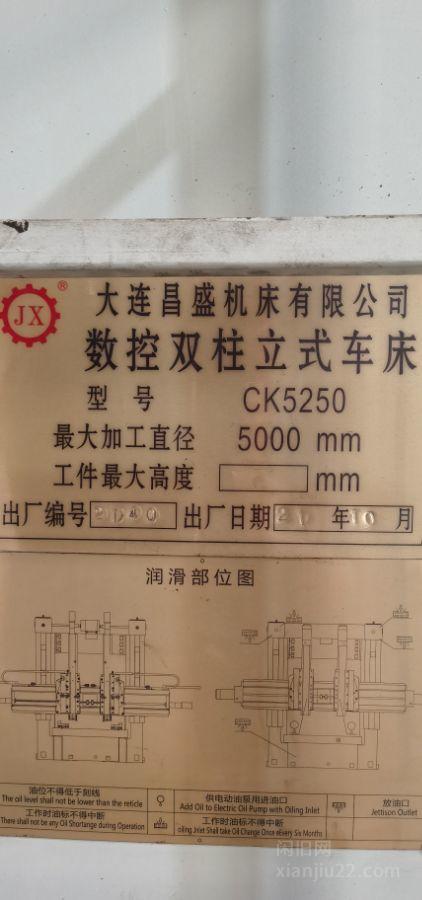 JX ®
大连昌盛机床有限公司
数控双柱立式车床
型 号 CK5250
最大加工直径 5000 mm
工件最大高度 mm
出厂编号 出厂日期 年10月
润滑部位图
油位不得低于刻线
The oil level shall not be lower than the reticle
供电动油泵用进油口
Add Oil to Electric Oil Pump with Oiling Inlet
放油口
Jettison Outlet
工作时油标不得中断
There shall not be any Oil Shortange during Operation
工作时油标不得中断
oiling.Inlet Shall take Oil Change Once eEvery Six Months
闲旧网
xianjiu22.com